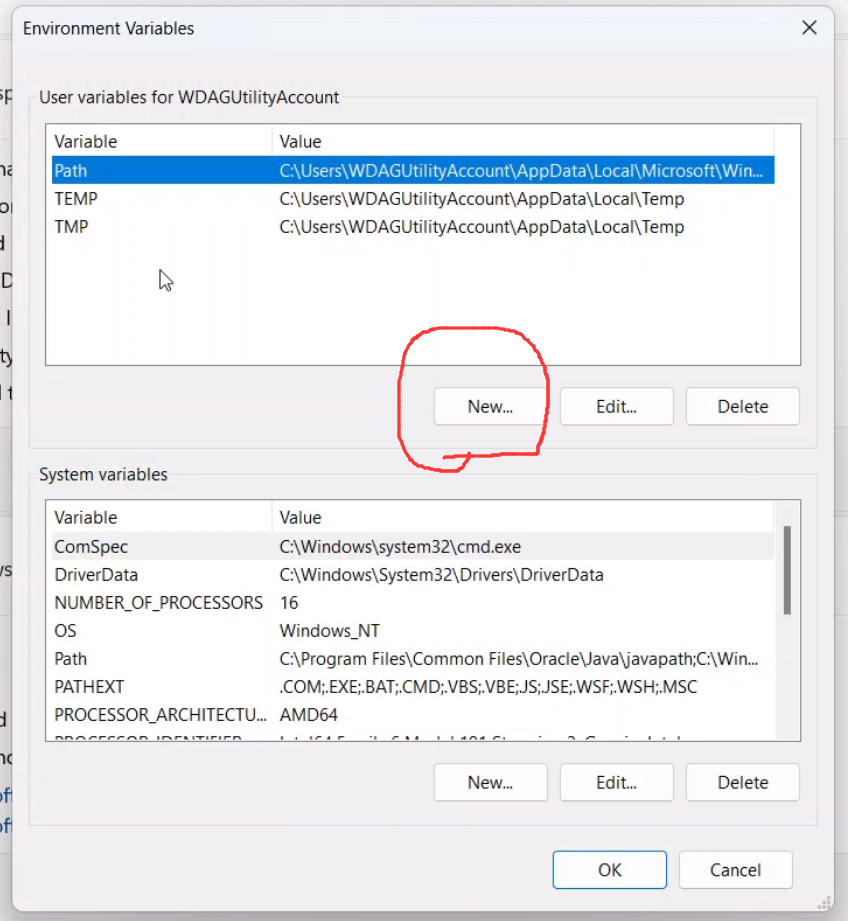 Environment Variables
User variables for WDAGUtilityAccount
Variable Value
Path C:\Users\WDAGUtilityAccount\AppData\Local\Microsoft\Win...
TEMP C:\Users\WDAGUtilityAccount\AppData\Local\Temp
TMP C:\Users\WDAGUtilityAccount\AppData\Local\Temp
New... Edit... Delete
System variables
Variable Value
ComSpec C:\Windows\system32\cmd.exe
DriverData C:\Windows\System32\Drivers\DriverData
NUMBER_OF_PROCESSORS 16
OS Windows_NT
Path C:\Program Files\Common Files\Oracle\Java\javapath;C:\Win...
PATHEXT .COM;.EXE;.BAT;.CMD;.VBS;.VBE;.JS;.JSE;.WSF;.WSH;.MSC
PROCESSOR_ARCHITECTU... AMD64
New... Edit... Delete
OK Cancel